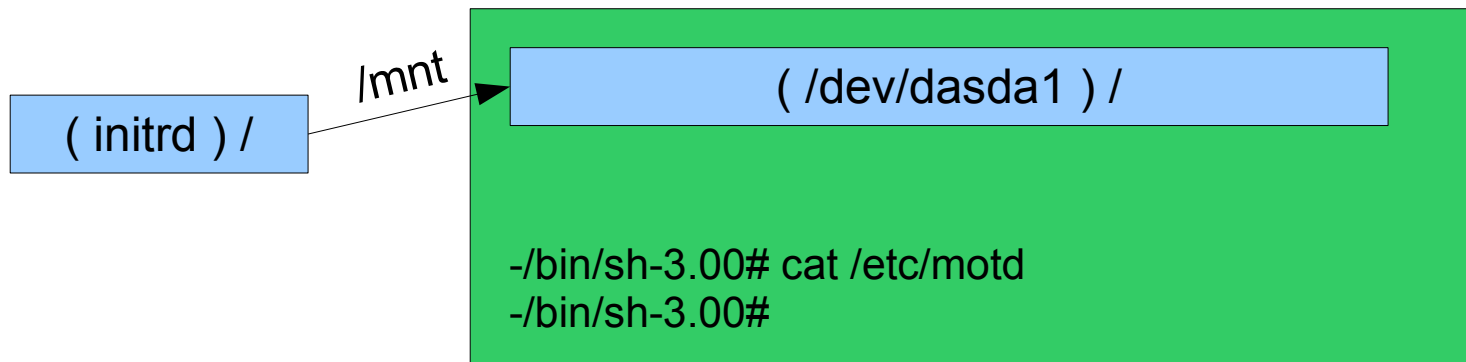 /mnt
( /dev/dasda1 ) /
( initrd ) /
-/bin/sh-3.00# cat /etc/motd
-/bin/sh-3.00#